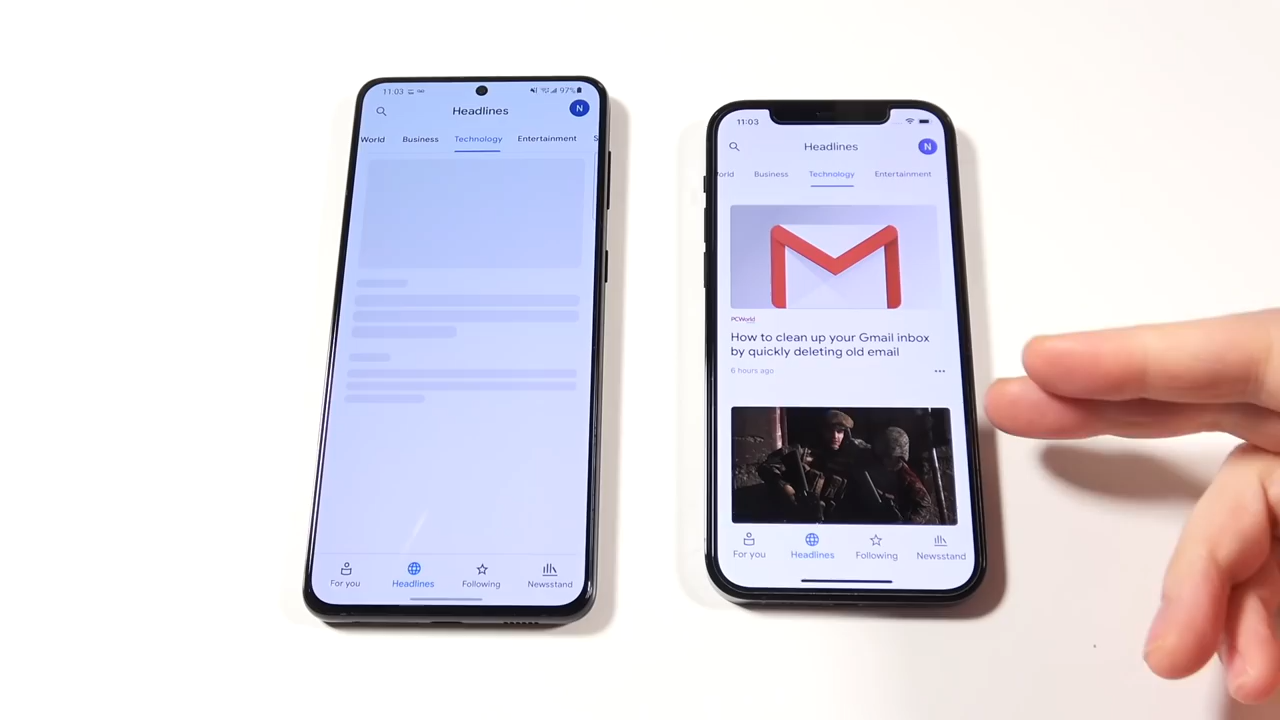 11:03
97%
Headlines
N
World Business Technology Entertainment S
For you Headlines Following Newsstand
11:03
Headlines
N
orld Business Technology Entertainment
PCWorld
How to clean up your Gmail inbox
by quickly deleting old email
6 hours ago
For you Headlines Following Newsstand